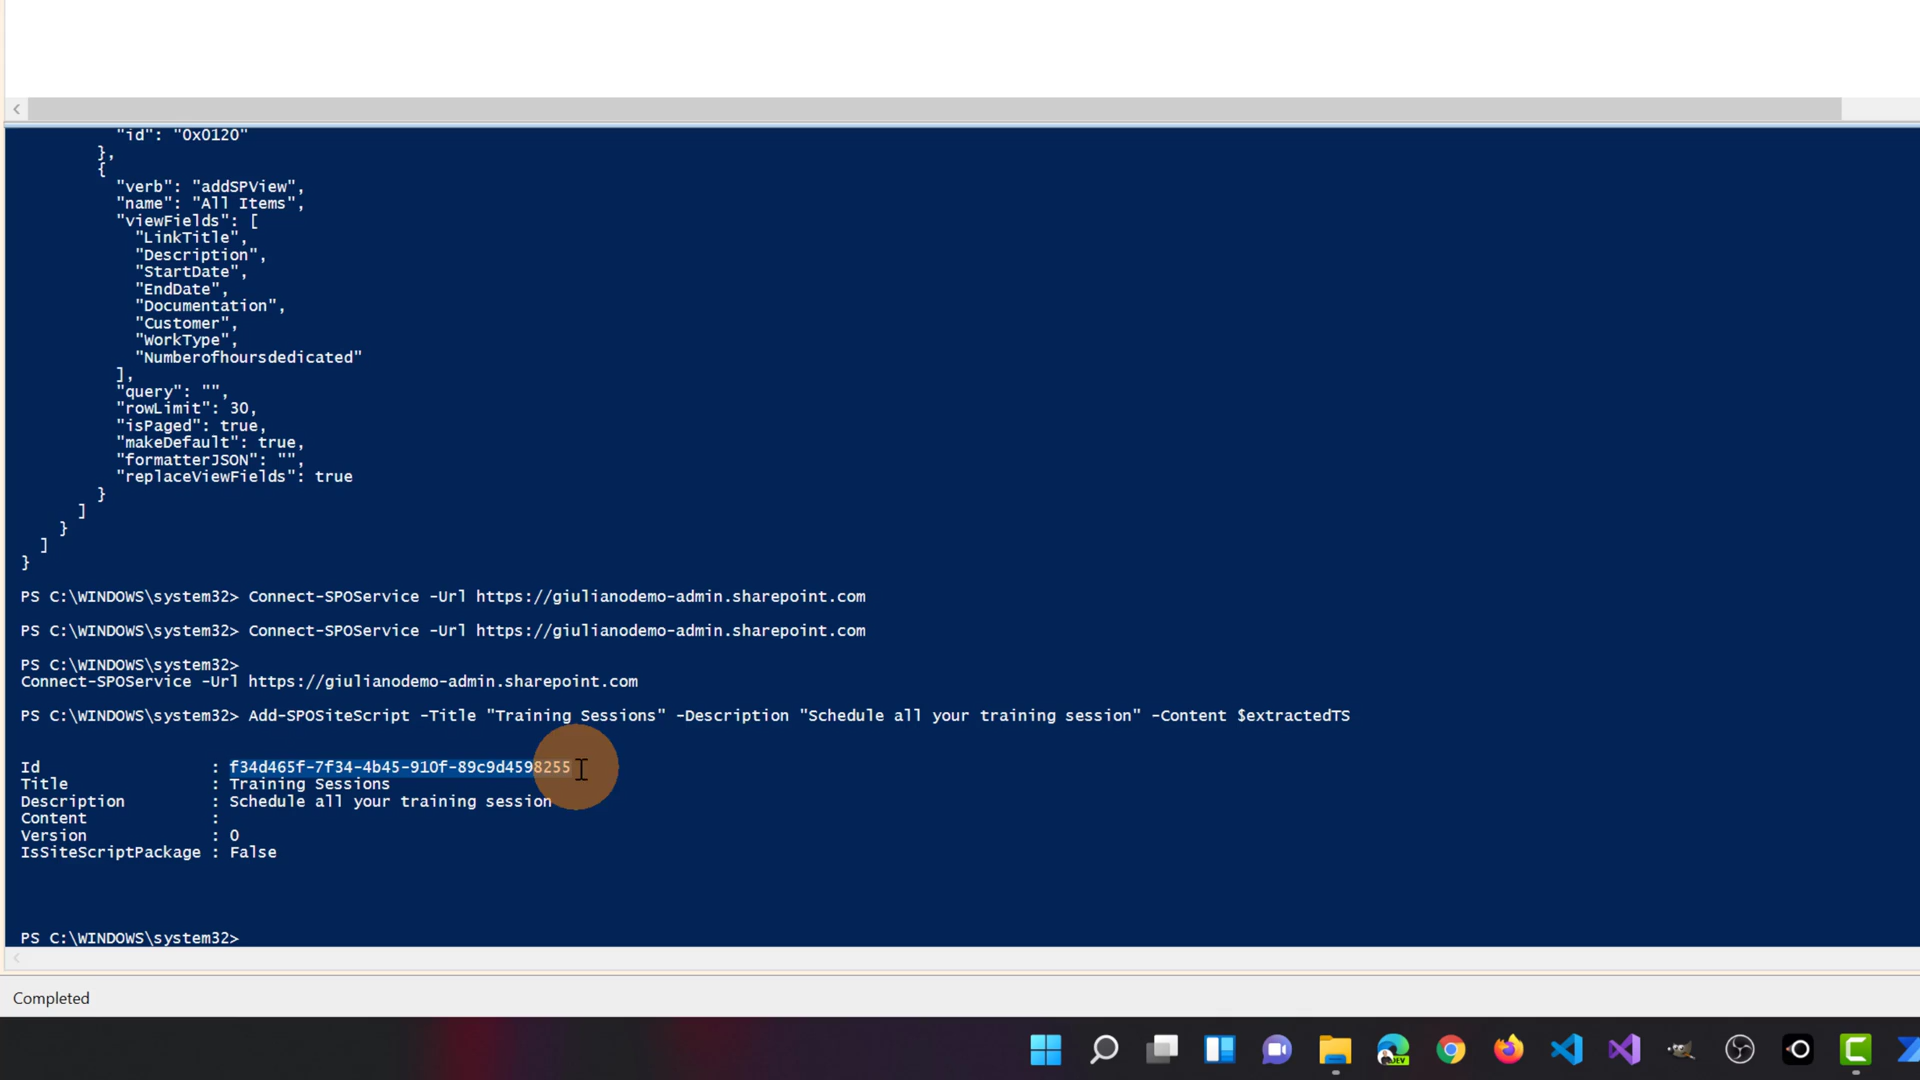 "id": "0x0120"
},
{
"verb": "addSPView",
"name": "All Items",
"viewFields": [
"LinkTitle",
"Description",
"StartDate",
"EndDate",
"Documentation",
"Customer",
"WorkType",
"Numberofhoursdedicated"
],
"query": "",
"rowLimit": 30,
"isPaged": true,
"makeDefault": true,
"formatterJSON": "",
"replaceViewFields": true
}
]
}
]
}
PS C:\WINDOWS\system32> Connect-SPOService -Url https://giulianodemo-admin.sharepoint.com
PS C:\WINDOWS\system32> Connect-SPOService -Url https://giulianodemo-admin.sharepoint.com
PS C:\WINDOWS\system32>
Connect-SPOService -Url https://giulianodemo-admin.sharepoint.com
PS C:\WINDOWS\system32> Add-SPOSiteScript -Title "Training Sessions" -Description "Schedule all your training session" -Content $extractedTS
Id : f34d465f-7f34-4b45-910f-89c9d4598255
Title : Training Sessions
Description : Schedule all your training session
Content :
Version : 0
IsSiteScriptPackage : False
PS C:\WINDOWS\system32>
Completed
DEV